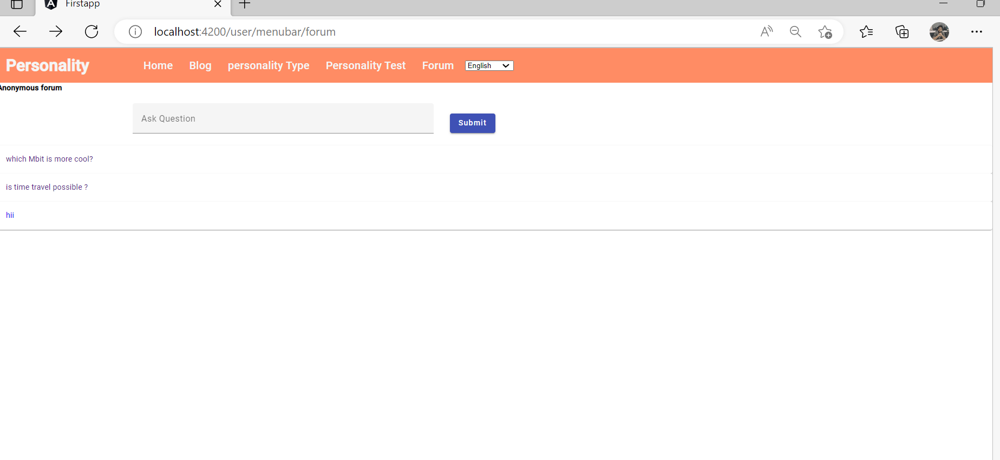 Firstapp
localhost:4200/user/menubar/forum
Personality Home Blog personality Type Personality Test Forum English
Anonymous forum
Ask Question
Submit
which Mbit is more cool?
is time travel possible ?
hii